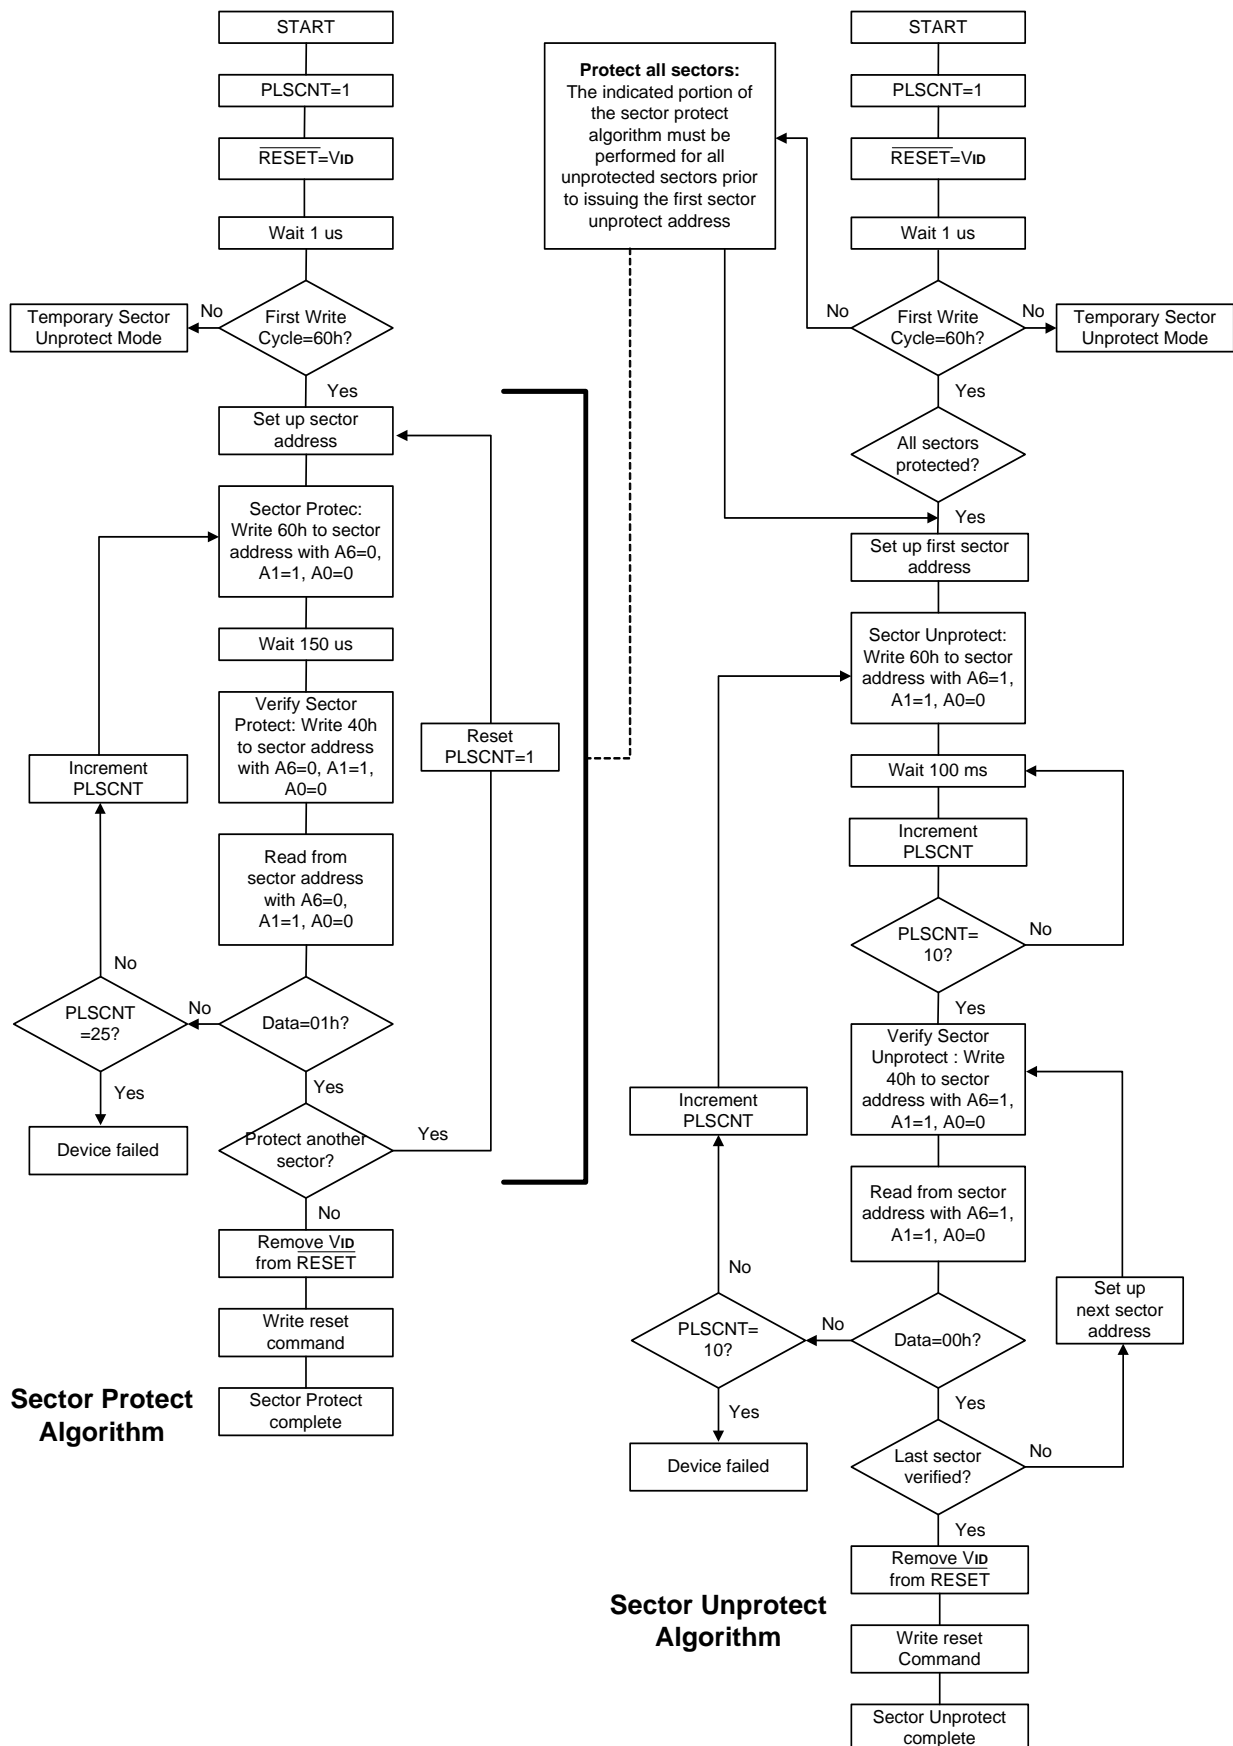 START
PLSCNT=1
RESET=VID
Wait 1 us
First Write
Cycle=60h?
No
Temporary Sector
Unprotect Mode
Yes
Set up sector
address
Sector Protec:
Write 60h to sector
address with A6=0,
A1=1, A0=0
Wait 150 us
Verify Sector
Protect: Write 40h
to sector address
with A6=0, A1=1,
A0=0
Reset
PLSCNT=1
Increment
PLSCNT
Read from
sector address
with A6=0,
A1=1, A0=0
No
PLSCNT
=25?
No
Data=01h?
Yes
Yes
Device failed
Protect another
sector?
Yes
No
Remove VID
from RESET
Write reset
command
Sector Protect
complete
Sector Protect
Algorithm
Protect all sectors:
The indicated portion of
the sector protect
algorithm must be
performed for all
unprotected sectors prior
to issuing the first sector
unprotect address
START
PLSCNT=1
RESET=VID
Wait 1 us
No
First Write
Cycle=60h?
No
Temporary Sector
Unprotect Mode
Yes
All sectors
protected?
Yes
Set up first sector
address
Sector Unprotect:
Write 60h to sector
address with A6=1,
A1=1, A0=0
Wait 100 ms
Increment
PLSCNT
PLSCNT=
10?
No
Yes
Verify Sector
Unprotect : Write
40h to sector
address with A6=1,
A1=1, A0=0
Increment
PLSCNT
Read from sector
address with A6=1,
A1=1, A0=0
No
Set up
next sector
address
PLSCNT=
10?
No
Data=00h?
Yes
Yes
Device failed
Last sector
verified?
No
Yes
Remove VID
from RESET
Write reset
Command
Sector Unprotect
complete
Sector Unprotect
Algorithm